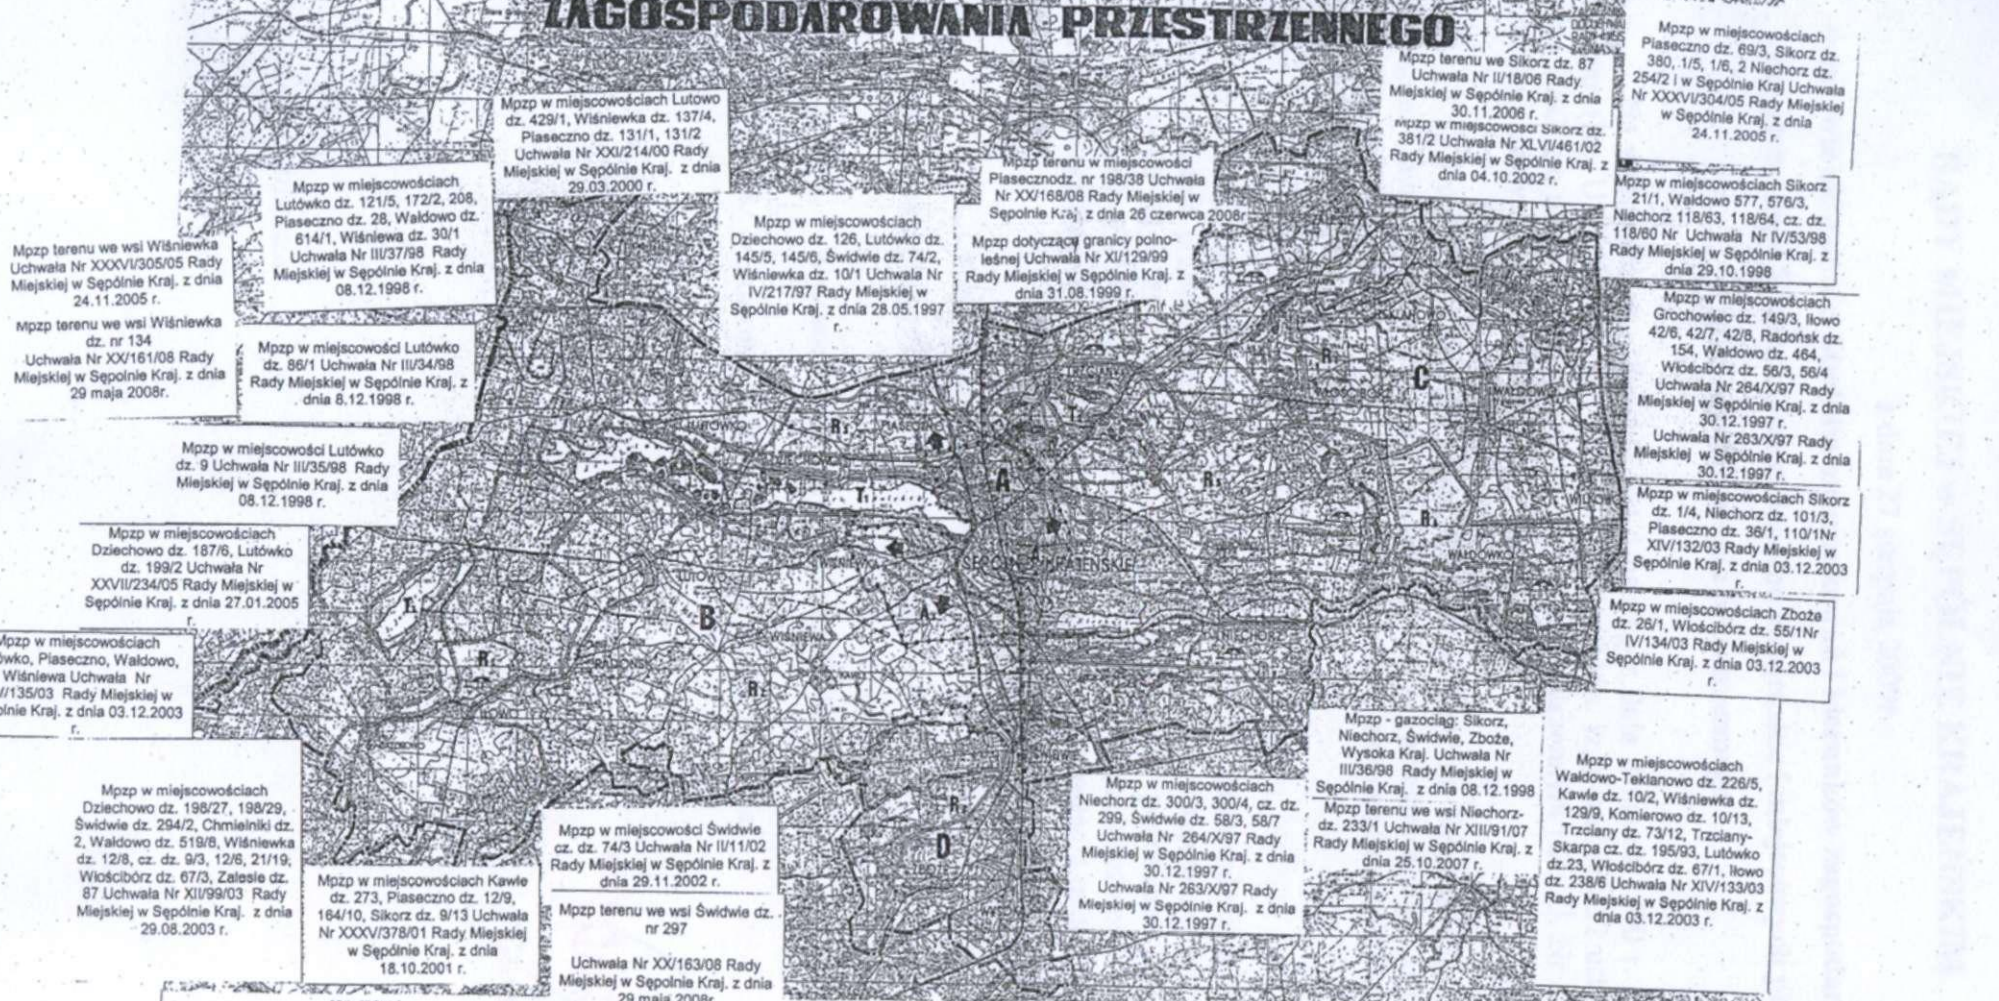 ZAGOSPODAROWANIA PRZESTRZENNEGO
Mpzp w miejscowościach Lutowo
dz. 429/1, Wiśniewka dz. 137/4,
Piaseczno dz. 131/1, 131/2
Uchwała Nr XXI/214/00 Rady
Miejskiej w Sępólnie Kraj. z dnia
29.03.2000 r.
Mpzp terenu we Sikorz dz. 87
Uchwała Nr II/18/06 Rady
Miejskiej w Sępólnie Kraj. z dnia
30.11.2006 r.
Mpzp w miejscowości Sikorz dz.
381/2 Uchwała Nr XLVI/461/02
Rady Miejskiej w Sępólnie Kraj. z
dnia 04.10.2002 r.
Mpzp w miejscowościach
Piaseczno dz. 69/3, Sikorz dz.
380, 1/5, 1/6, 2 Niechorz dz.
254/2 i w Sępólnie Kraj Uchwała
Nr XXXVI/304/05 Rady Miejskiej
w Sępólnie Kraj. z dnia
24.11.2005 r.
Mpzp w miejscowościach
Lutówko dz. 121/5, 172/2, 208,
Piaseczno dz. 28, Wałdowo dz.
614/1, Wiśniewa dz. 30/1
Uchwała Nr III/37/98 Rady
Miejskiej w Sępólnie Kraj. z dnia
08.12.1998 r.
Mpzp w miejscowościach
Dziechowo dz. 126, Lutówko dz.
145/5, 145/6, Świdwie dz. 74/2,
Wiśniewka dz. 10/1 Uchwała Nr
IV/217/97 Rady Miejskiej w
Sępólnie Kraj. z dnia 28.05.1997
r.
Mpzp terenu w miejscowości
Piasecznodz. nr 198/38 Uchwała
Nr XX/168/08 Rady Miejskiej w
Sępolnie Kraj. z dnia 26 czerwca 2008r
Mpzp dotyczący granicy polno-
leśnej Uchwała Nr XI/129/99
Rady Miejskiej w Sępólnie Kraj. z
dnia 31.08.1999 r.
Mpzp w miejscowościach Sikorz
21/1, Wałdowo 577, 576/3,
Niechorz 118/63, 118/64, cz. dz.
118/60 Nr Uchwała Nr IV/53/98
Rady Miejskiej w Sępólnie Kraj. z
dnia 29.10.1998
Mpzp terenu we wsi Wiśniewka
Uchwała Nr XXXVI/305/05 Rady
Miejskiej w Sępólnie Kraj. z dnia
24.11.2005 r.
Mpzp terenu we wsi Wiśniewka
dz. nr 134
Uchwała Nr XX/161/08 Rady
Miejskiej w Sępolnie Kraj. z dnia
29 maja 2008r.
Mpzp w miejscowości Lutówko
dz. 86/1 Uchwała Nr III/34/98
Rady Miejskiej w Sępólnie Kraj. z
dnia 8.12.1998 r.
Mpzp w miejscowościach
Grochowiec dz. 149/3, Iłowo
42/6, 42/7, 42/8, Radońsk dz.
154, Wałdowo dz. 464,
Włościbórz dz. 56/3, 56/4
Uchwała Nr 264/X/97 Rady
Miejskiej w Sępólnie Kraj. z dnia
30.12.1997 r.
Uchwała Nr 263/X/97 Rady
Miejskiej w Sępólnie Kraj. z dnia
30.12.1997 r.
Mpzp w miejscowości Lutówko
dz. 9 Uchwała Nr III/35/98 Rady
Miejskiej w Sępólnie Kraj. z dnia
08.12.1998 r.
Mpzp w miejscowościach Sikorz
dz. 1/4, Niechorz dz. 101/3,
Piaseczno dz. 36/1, 110/1Nr
XIV/132/03 Rady Miejskiej w
Sępólnie Kraj. z dnia 03.12.2003
r.
Mpzp w miejscowościach
Dziechowo dz. 187/6, Lutówko
dz. 199/2 Uchwała Nr
XXVII/234/05 Rady Miejskiej w
Sępólnie Kraj. z dnia 27.01.2005
r.
Mpzp w miejscowościach Zboże
dz. 26/1, Włościbórz dz. 55/1Nr
IV/134/03 Rady Miejskiej w
Sępólnie Kraj. z dnia 03.12.2003
r.
Mpzp w miejscowościach
ówko, Piaseczno, Wałdowo,
Wiśniewa Uchwała Nr
/135/03 Rady Miejskiej w
ólnie Kraj. z dnia 03.12.2003
r.
C
A
B
D
T₁
R₁
R₂
WIŚNIEWKA
LUTOWO
WIŚNIEWA
RADOŃSK
NIECHORZ
WAŁDÓWKO
WAŁDOWO
Mpzp w miejscowościach
Dziechowo dz. 198/27, 198/29,
Świdwie dz. 294/2, Chmielniki dz.
2, Wałdowo dz. 519/8, Wiśniewka
dz. 12/8, cz. dz. 9/3, 12/6, 21/19,
Włościbórz dz. 67/3, Zalesie dz.
87 Uchwała Nr XII/99/03 Rady
Miejskiej w Sępólnie Kraj. z dnia
29.08.2003 r.
Mpzp w miejscowościach Kawle
dz. 273, Piaseczno dz. 12/9,
164/10, Sikorz dz. 9/13 Uchwała
Nr XXXV/378/01 Rady Miejskiej
w Sępólnie Kraj. z dnia
18.10.2001 r.
Mpzp w miejscowości Świdwie
cz. dz. 74/3 Uchwała Nr II/11/02
Rady Miejskiej w Sępólnie Kraj. z
dnia 29.11.2002 r.
Mpzp terenu we wsi Świdwie dz.
nr 297
Uchwała Nr XX/163/08 Rady
Miejskiej w Sępolnie Kraj. z dnia
29 maja 2008r
Mpzp w miejscowościach
Niechorz dz. 300/3, 300/4, cz. dz.
299, Świdwie dz. 58/3, 58/7
Uchwała Nr 264/X/97 Rady
Miejskiej w Sępólnie Kraj. z dnia
30.12.1997 r.
Uchwała Nr 263/X/97 Rady
Miejskiej w Sępólnie Kraj. z dnia
30.12.1997 r.
Mpzp - gazociąg: Sikorz,
Niechorz, Świdwie, Zboże,
Wysoka Kraj. Uchwała Nr
III/36/98 Rady Miejskiej w
Sępólnie Kraj. z dnia 08.12.1998
Mpzp terenu we wsi Niechorz-
dz. 233/1 Uchwała Nr XIII/91/07
Rady Miejskiej w Sępólnie Kraj. z
dnia 25.10.2007 r.
Mpzp w miejscowościach
Wałdowo-Teklanowo dz. 226/5,
Kawle dz. 10/2, Wiśniewka dz.
129/9, Komierowo dz. 10/13,
Trzciany dz. 73/12, Trzciany-
Skarpa cz. dz. 195/93, Lutówko
dz.23, Włościbórz dz. 67/1, Iłowo
dz. 238/6 Uchwała Nr XIV/133/03
Rady Miejskiej w Sępólnie Kraj. z
dnia 03.12.2003 r.